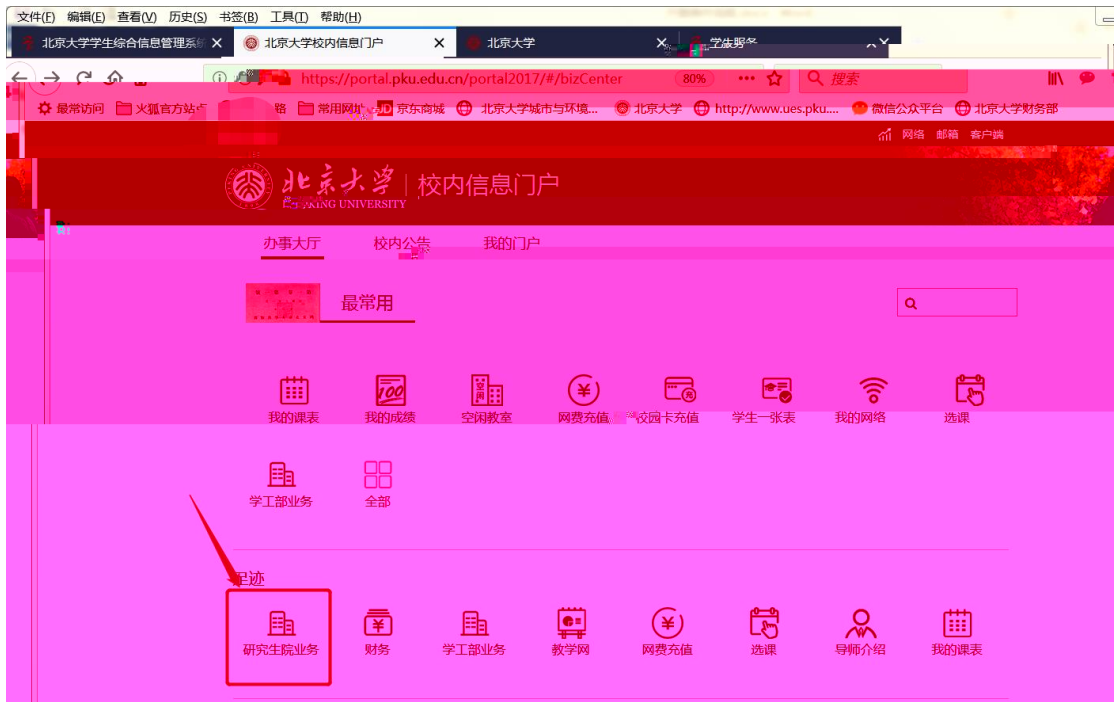 文件(F) 编辑(E) 查看(V) 历史(S) 书签(B) 工具(T) 帮助(H)
北京大学学生综合信息管理系统 × 北京大学校内信息门户 × 北京大学 ×
https://portal.pku.edu.cn/portal2017/#/bizCenter 80% 搜索
最常访问 火狐官方站点 常用网址 JD 京东商城 北京大学城市与环境... 北京大学 http://www.ues.pku.... 微信公众平台 北京大学财务部
网络 邮箱 客户端
北京大学 校内信息门户
PEKING UNIVERSITY
办事大厅 校内公告 我的门户
最常用
我的课表 我的成绩 空闲教室 网费充值 校园卡充值 学生一张表 我的网络 选课
学工部业务 全部
足迹
研究生院业务 财务 学工部业务 教学网 网费充值 选课 导师介绍 我的课表